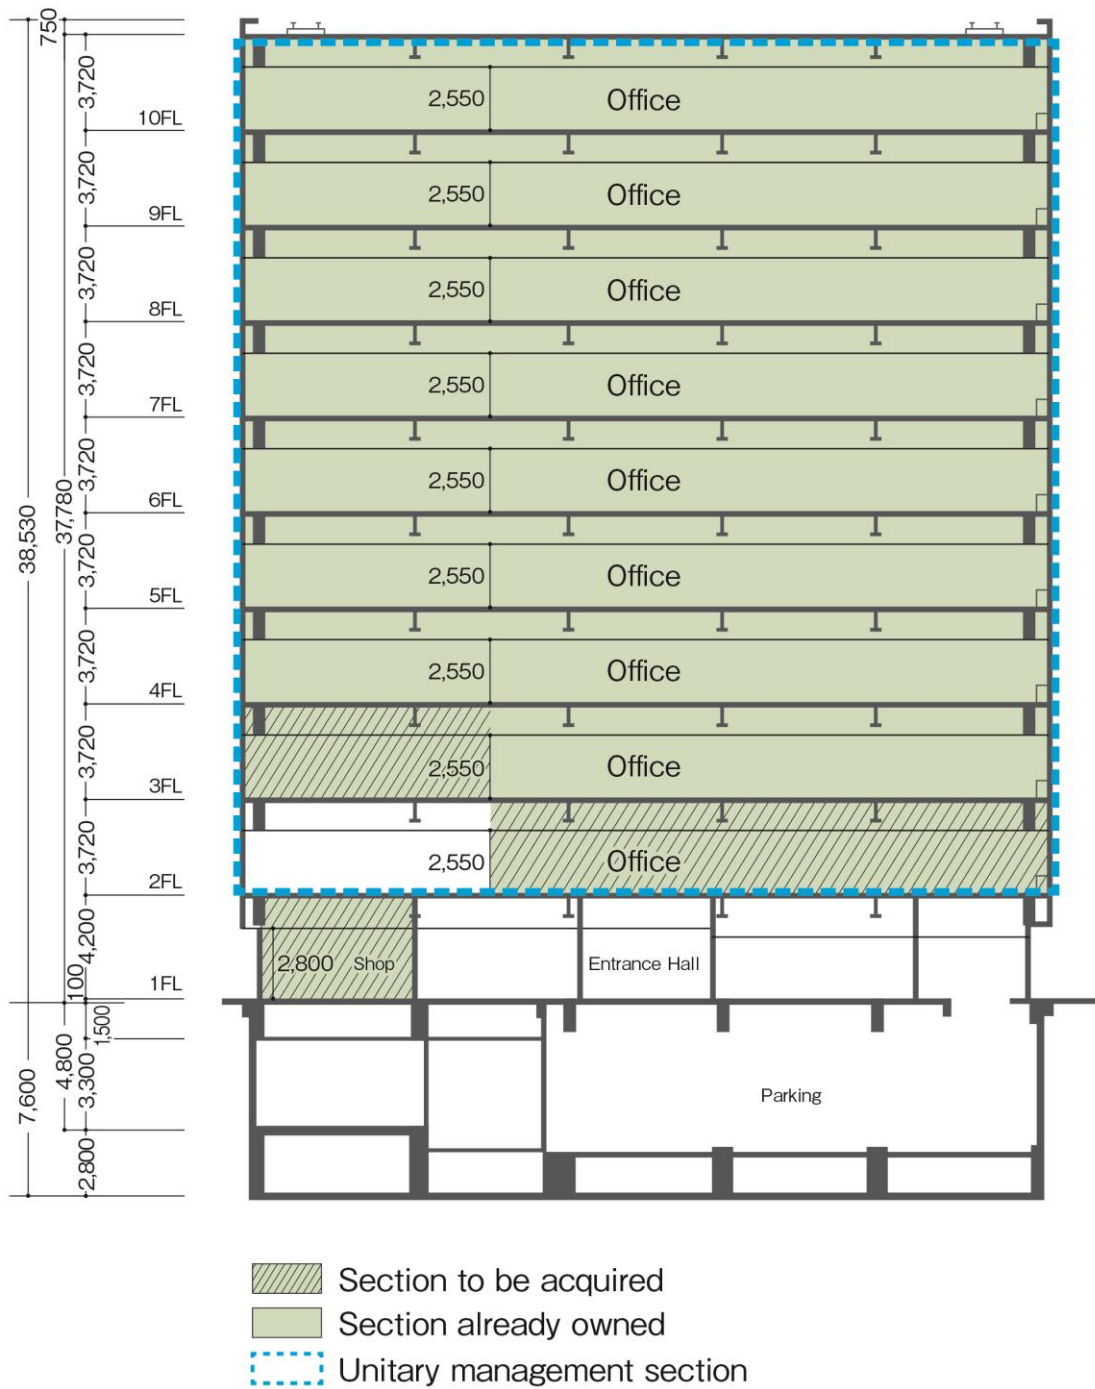 750
3,720
2,550
Office
10FL
3,720
2,550
Office
9FL
3,720
2,550
Office
8FL
3,720
2,550
Office
7FL
3,720
2,550
Office
6FL
38,530
37,780
3,720
2,550
Office
5FL
3,720
2,550
Office
4FL
3,720
2,550
Office
3FL
3,720
2,550
Office
2FL
4,200
2,800
Shop
Entrance Hall
1FL
100
1,500
7,600
4,800
3,300
Parking
2,800
Section to be acquired
Section already owned
Unitary management section